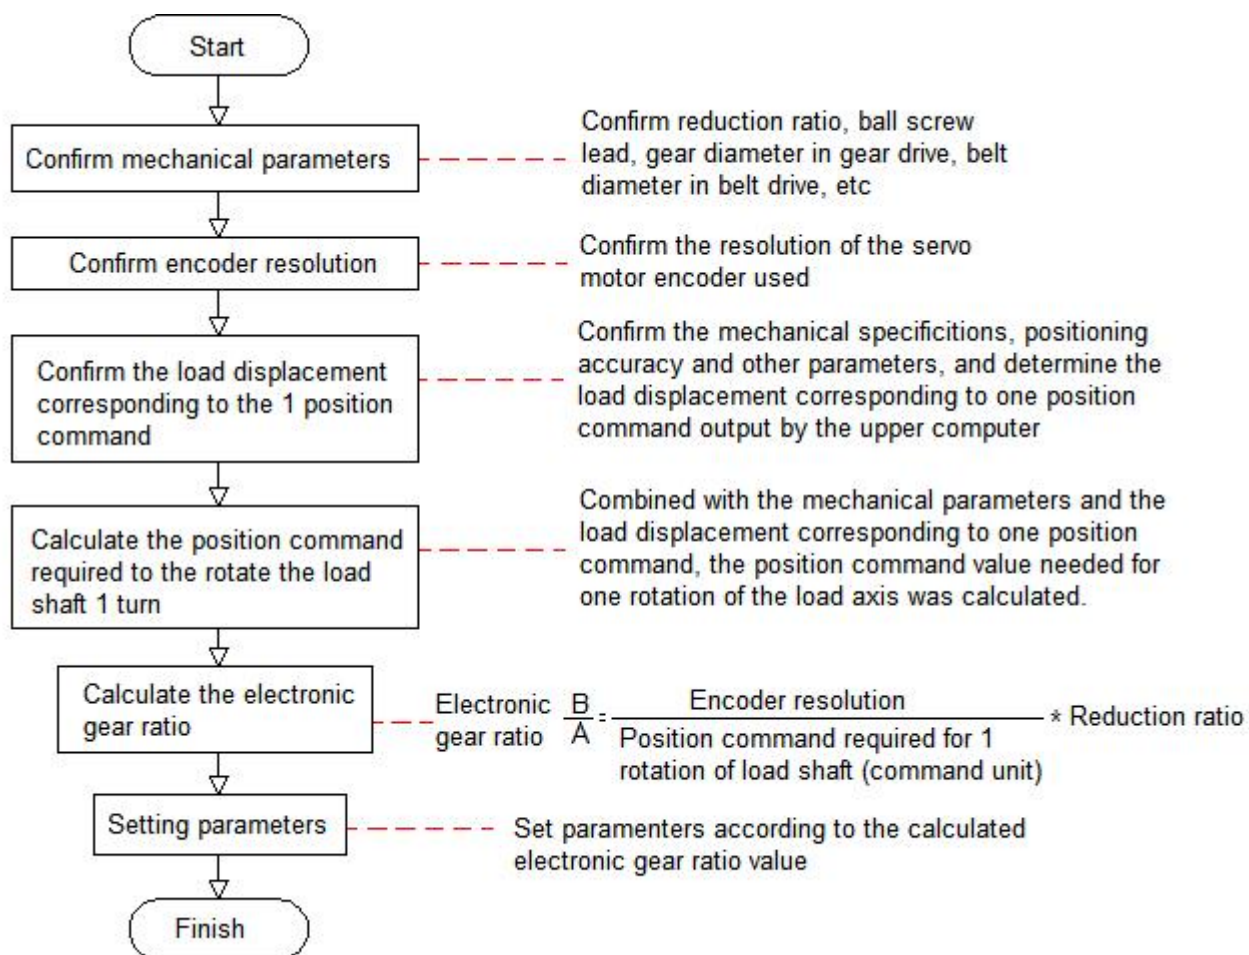 Start
Confirm mechanical parameters
Confirm reduction ratio, ball screw
lead, gear diameter in gear drive, belt
diameter in belt drive, etc
Confirm encoder resolution
Confirm the resolution of the servo
motor encoder used
Confirm the load displacement
corresponding to the 1 position
command
Confirm the mechanical specificitions, positioning
accuracy and other parameters, and determine the
load displacement corresponding to one position
command output by the upper computer
Calculate the position command
required to the rotate the load
shaft 1 turn
Combined with the mechanical parameters and the
load displacement corresponding to one position
command, the position command value needed for
one rotation of the load axis was calculated.
Calculate the electronic
gear ratio
Electronic
gear ratio
B
A
=
Encoder resolution
Position command required for 1
rotation of load shaft (command unit)
* Reduction ratio
Setting parameters
Set paramenters according to the calculated
electronic gear ratio value
Finish